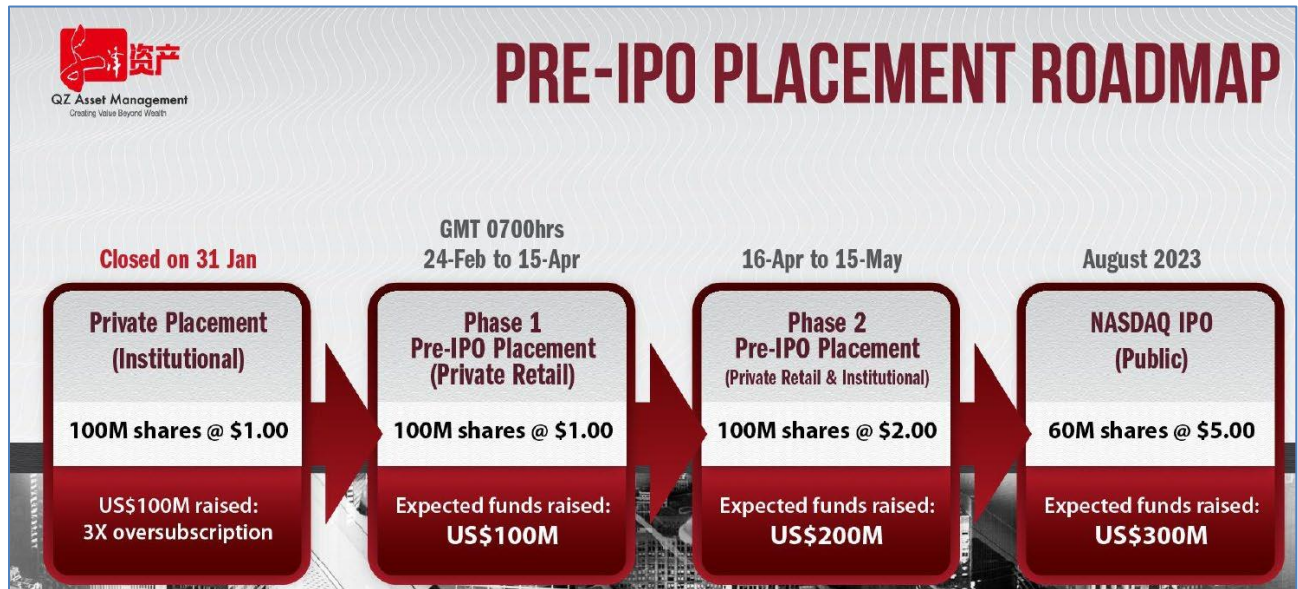 资产
QZ Asset Management
Creating Value Beyond Wealth
PRE-IPO PLACEMENT ROADMAP
Closed on 31 Jan
Private Placement
(Institutional)
100M shares @ $1.00
US$100M raised:
3X oversubscription
GMT 0700hrs
24-Feb to 15-Apr
Phase 1
Pre-IPO Placement
(Private Retail)
100M shares @ $1.00
Expected funds raised:
US$100M
16-Apr to 15-May
Phase 2
Pre-IPO Placement
(Private Retail & Institutional)
100M shares @ $2.00
Expected funds raised:
US$200M
August 2023
NASDAQ IPO
(Public)
60M shares @ $5.00
Expected funds raised:
US$300M